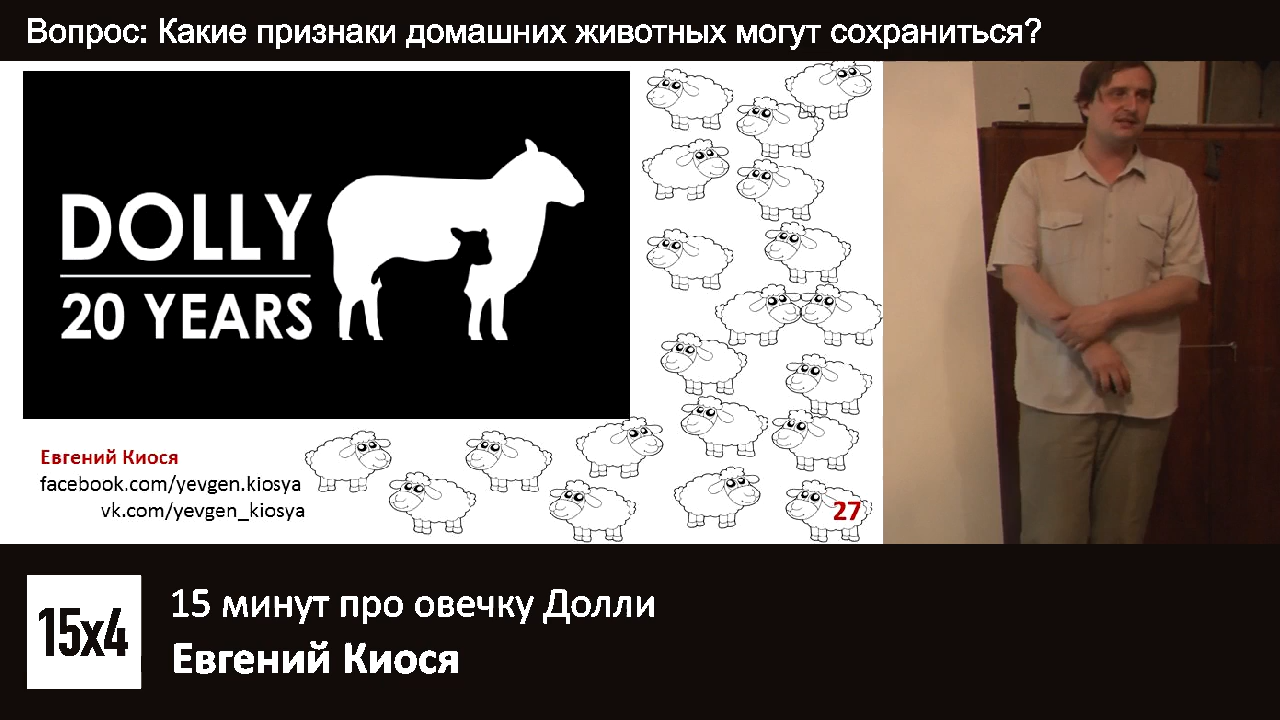 Вопрос: Какие признаки домашних животных могут сохраниться?
DOLLY
20 YEARS
Евгений Киося
facebook.com/yevgen.kiosya
vk.com/yevgen_kiosya
27
15x4
15 минут про овечку Долли
Евгений Киося